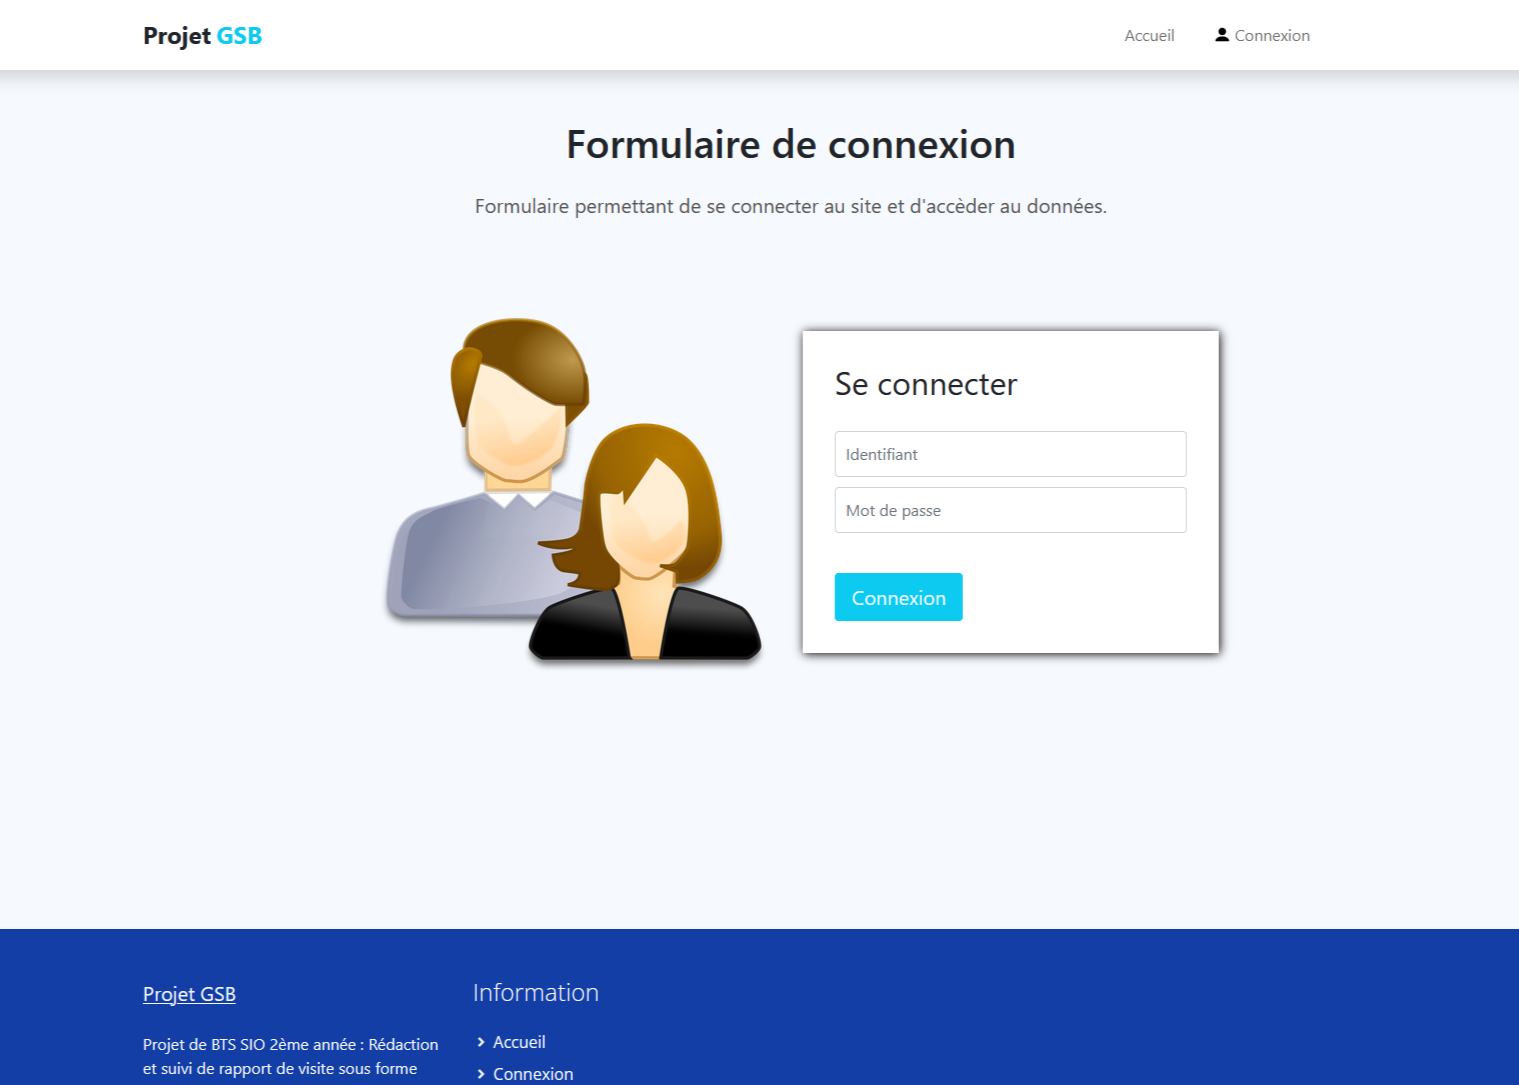 Projet GSB
Accueil
Connexion
Formulaire de connexion
Formulaire permettant de se connecter au site et d'accèder au données.
Se connecter
Identifiant
Mot de passe
Connexion
Projet GSB
Projet de BTS SIO 2ème année : Rédaction
et suivi de rapport de visite sous forme
Information
Accueil
Connexion